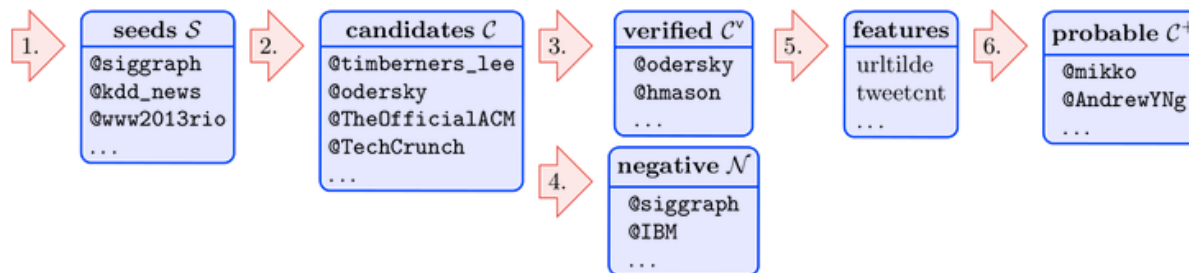 1.
seeds S
@siggraph
@kdd_news
@www2013rio
...
2.
candidates C
@timberners_lee
@odersky
@TheOfficialACM
@TechCrunch
...
3.
verified Cᵛ
@odersky
@hmason
...
4.
negative N
@siggraph
@IBM
...
5.
features
urltilde
tweetcnt
...
6.
probable C⁺
@mikko
@AndrewYNg
...